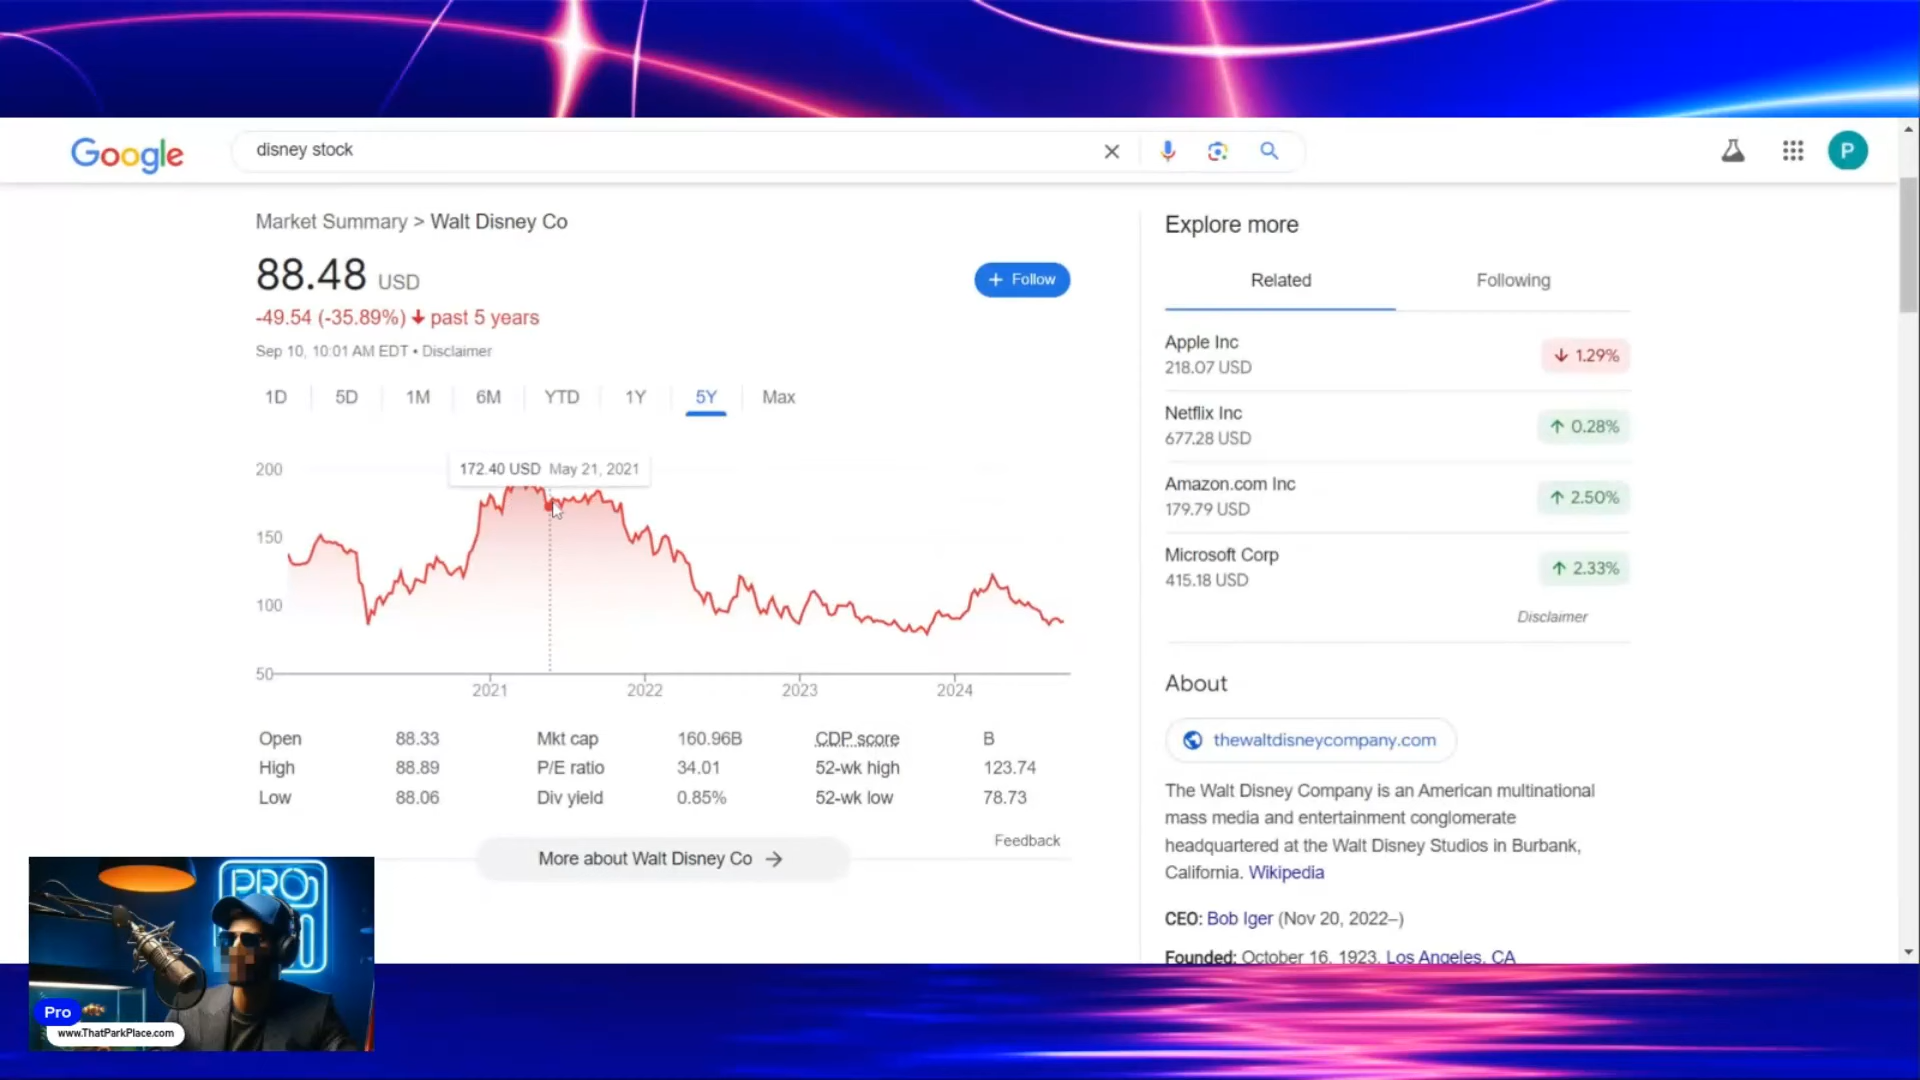 Google
disney stock
P
Market Summary > Walt Disney Co
88.48 USD
+ Follow
-49.54 (-35.89%) ↓ past 5 years
Sep 10, 10:01 AM EDT • Disclaimer
1D 5D 1M 6M YTD 1Y 5Y Max
172.40 USD May 21, 2021
200
150
100
50
2021 2022 2023 2024
Open 88.33 Mkt cap 160.96B CDP score B
High 88.89 P/E ratio 34.01 52-wk high 123.74
Low 88.06 Div yield 0.85% 52-wk low 78.73
Feedback
More about Walt Disney Co →
Explore more
Related Following
Apple Inc
218.07 USD
↓ 1.29%
Netflix Inc
677.28 USD
↑ 0.28%
Amazon.com Inc
179.79 USD
↑ 2.50%
Microsoft Corp
415.18 USD
↑ 2.33%
Disclaimer
About
thewaltdisneycompany.com
The Walt Disney Company is an American multinational
mass media and entertainment conglomerate
headquartered at the Walt Disney Studios in Burbank,
California. Wikipedia
CEO: Bob Iger (Nov 20, 2022–)
Founded: October 16, 1923, Los Angeles, CA
PRO
Pro
www.ThatParkPlace.com